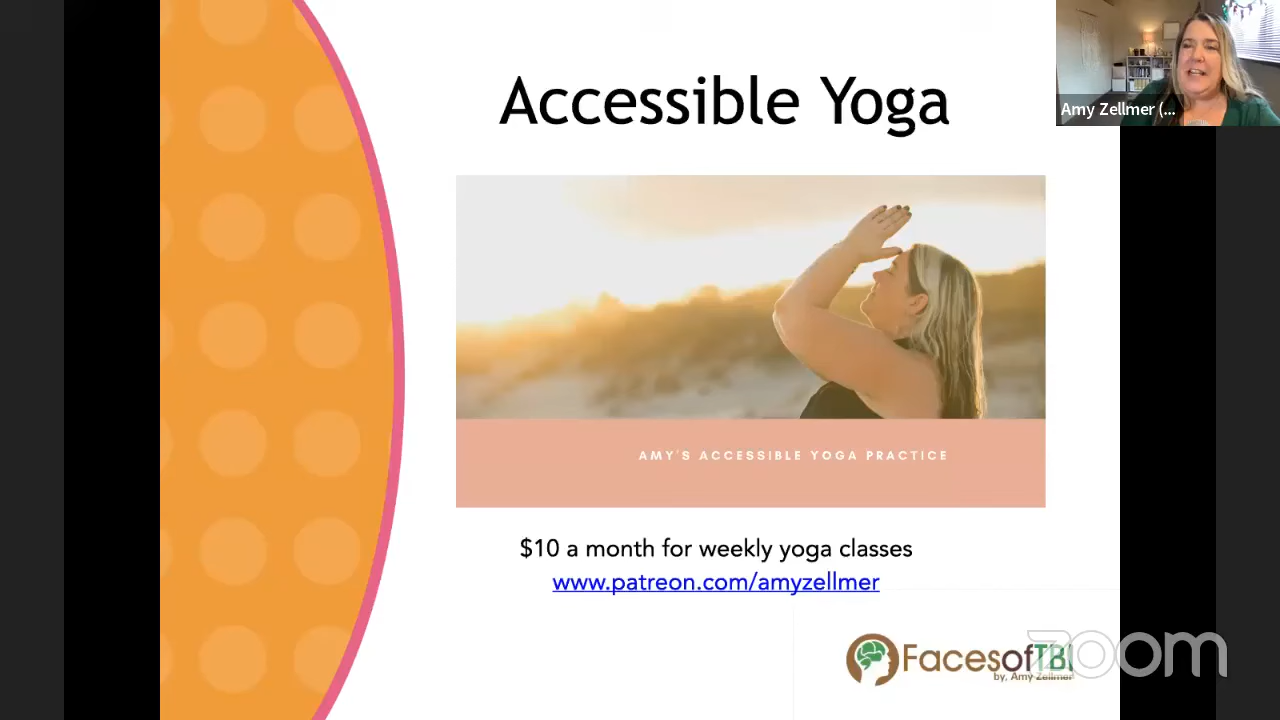 Accessible Yoga
Amy Zellmer (...
AMY'S ACCESSIBLE YOGA PRACTICE
$10 a month for weekly yoga classes
www.patreon.com/amyzellmer
FacesofTBI
by, Amy Zellmer
zoom